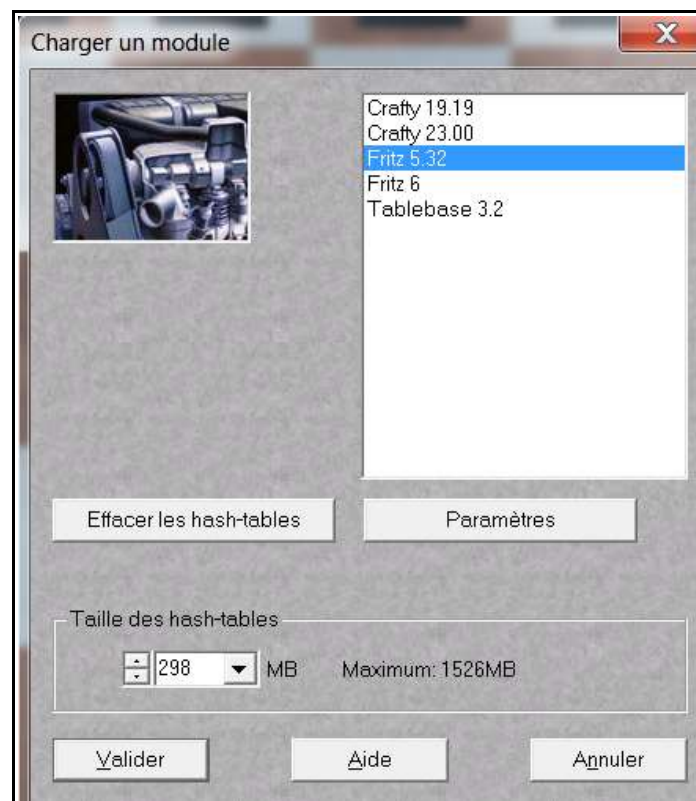 Charger un module
Crafty 19.19
Crafty 23.00
Fritz 5.32
Fritz 6
Tablebase 3.2
Effacer les hash-tables
Paramètres
Taille des hash-tables
298 MB Maximum: 1526MB
Valider Aide Annuler